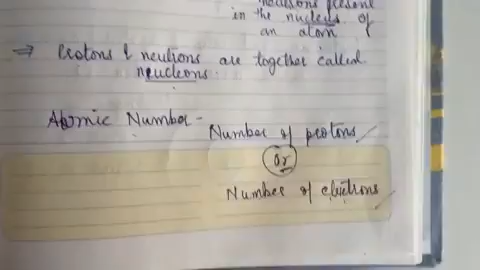 present
in the nucleus of
an atom
⇒ Protons & neutrons are together called
nucleons.
Atomic Number - Number of protons
Or
Number of electrons